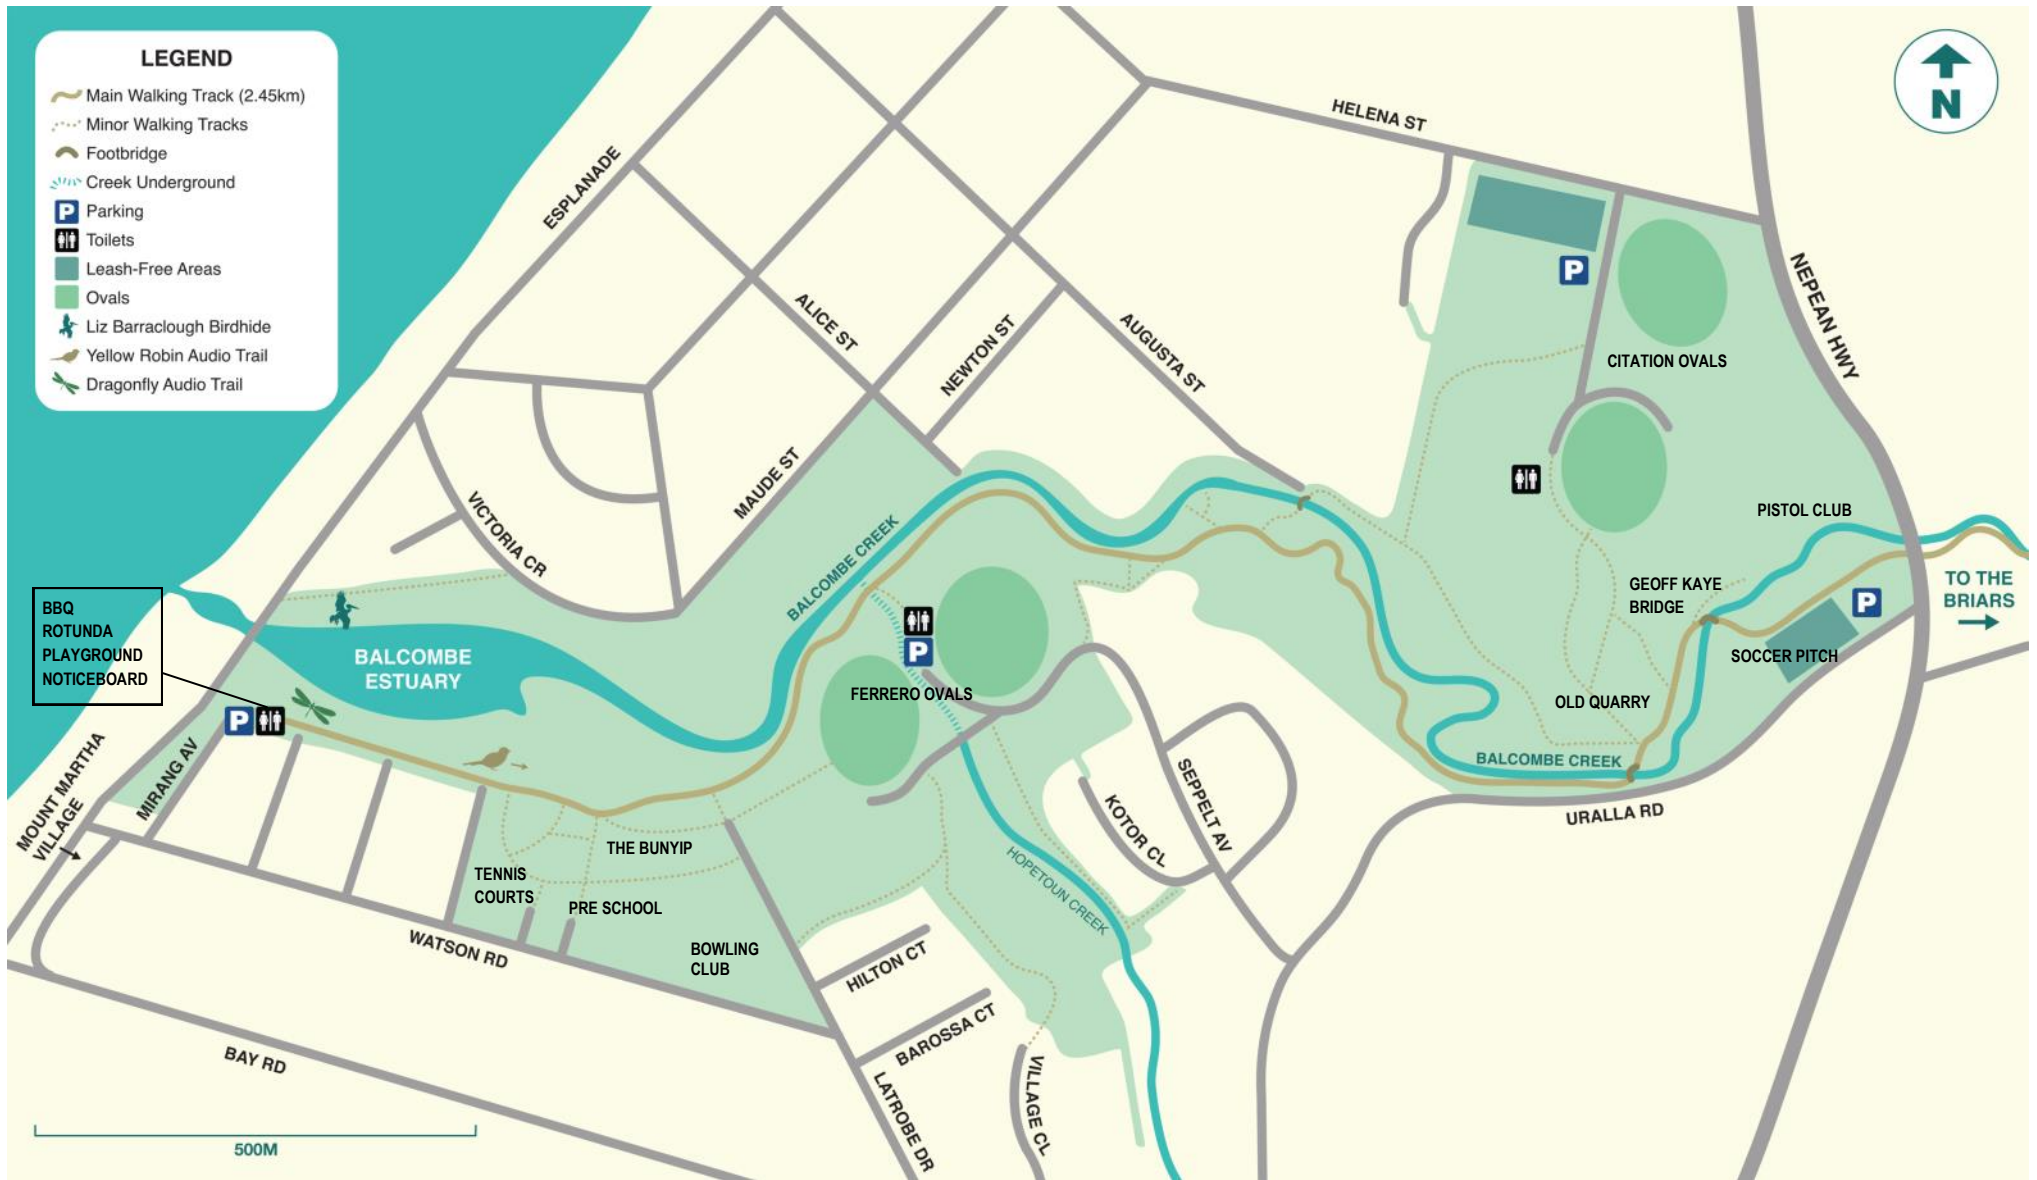 LEGEND
Main Walking Track (2.45km)
Minor Walking Tracks
Footbridge
Creek Underground
P Parking
Toilets
Leash-Free Areas
Ovals
Liz Barraclough Birdhide
Yellow Robin Audio Trail
Dragonfly Audio Trail
N
HELENA ST
ESPLANADE
NEPEAN HWY
ALICE ST
NEWTON ST
AUGUSTA ST
P
CITATION OVALS
MAUDE ST
VICTORIA CR
PISTOL CLUB
BALCOMBE CREEK
GEOFF KAYE
BRIDGE
TO THE
BRIARS
P
BBQ
ROTUNDA
PLAYGROUND
NOTICEBOARD
BALCOMBE
ESTUARY
P
SOCCER PITCH
FERRERO OVALS
OLD QUARRY
P
MIRANG AV
MOUNT MARTHA
VILLAGE
BALCOMBE CREEK
URALLA RD
SEPPELT AV
KOTOR CL
THE BUNYIP
TENNIS
COURTS
PRE SCHOOL
HOPETOUN CREEK
WATSON RD
BOWLING
CLUB
HILTON CT
BAROSSA CT
BAY RD
LATROBE DR
VILLAGE CL
500M